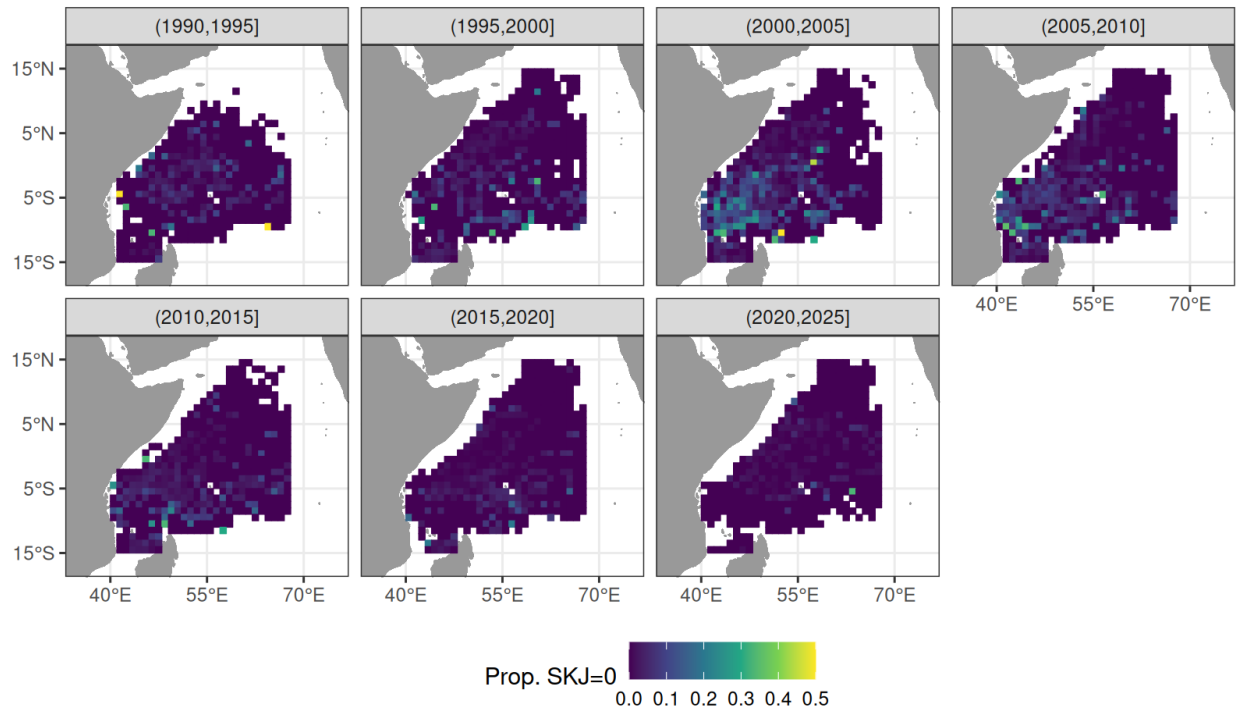 (1990,1995]
(1995,2000]
(2000,2005]
(2005,2010]
15°N
5°N
5°S
15°S
40°E 55°E 70°E
(2010,2015]
(2015,2020]
(2020,2025]
15°N
5°N
5°S
15°S
40°E 55°E 70°E
40°E 55°E 70°E
40°E 55°E 70°E
Prop. SKJ=0
0.0 0.1 0.2 0.3 0.4 0.5